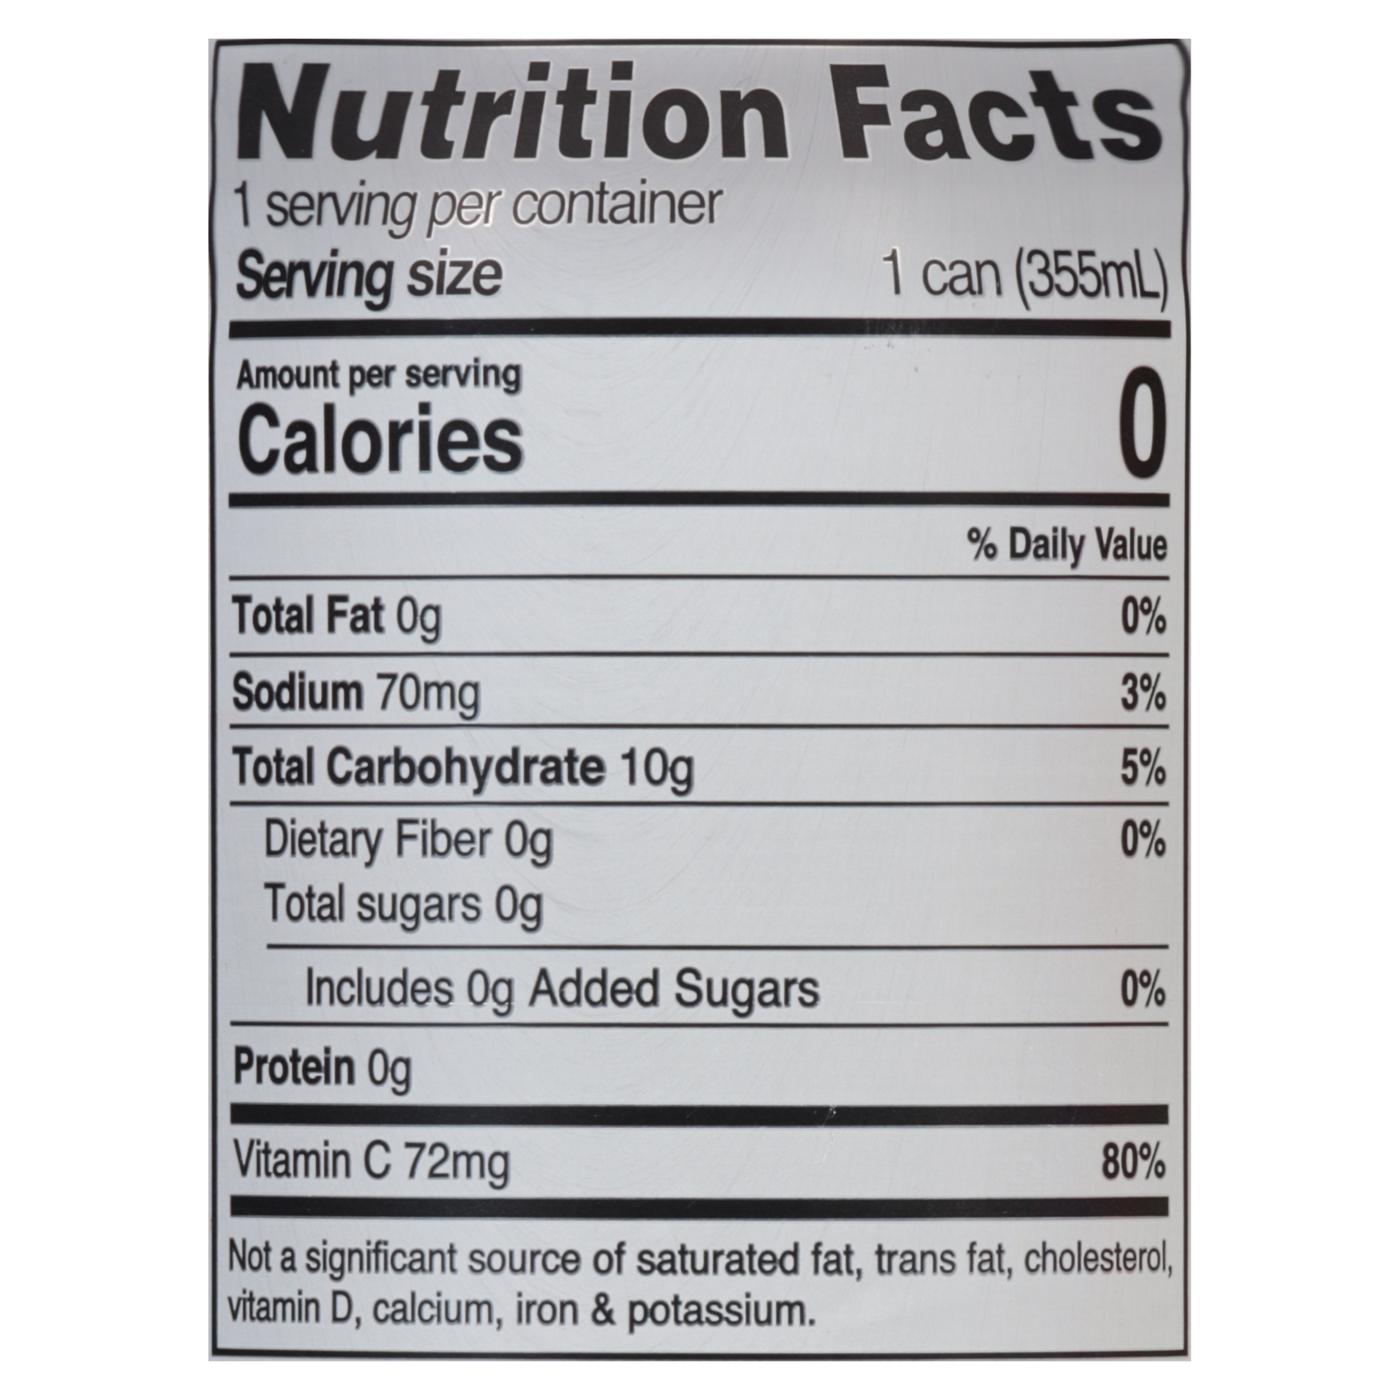 Nutrition Facts
1 serving per container
Serving size 1 can (355mL)
Amount per serving
Calories 0
% Daily Value
Total Fat 0g 0%
Sodium 70mg 3%
Total Carbohydrate 10g 5%
Dietary Fiber 0g 0%
Total sugars 0g
Includes 0g Added Sugars 0%
Protein 0g
Vitamin C 72mg 80%
Not a significant source of saturated fat, trans fat, cholesterol,
vitamin D, calcium, iron & potassium.